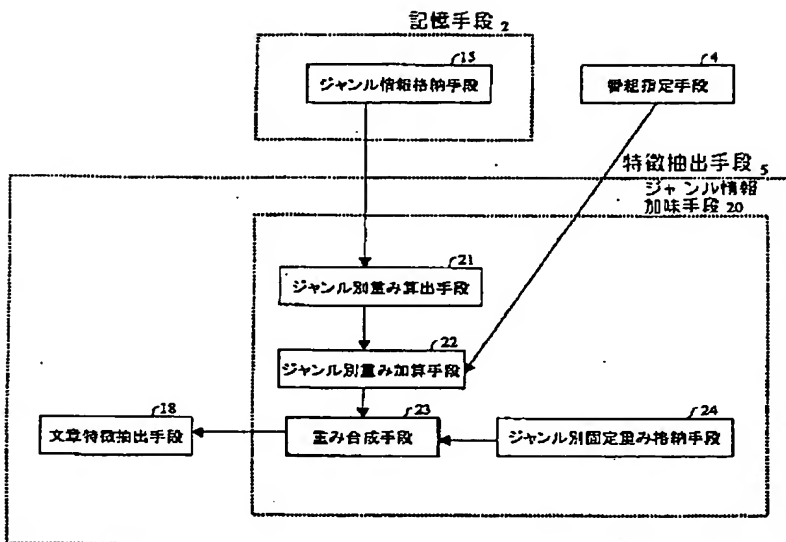 記憶手段 2
15
ジャンル情報格納手段
4
番組指定手段
特徴抽出手段 5
ジャンル情報
加味手段 20
21
ジャンル別重み算出手段
22
ジャンル別重み加算手段
18
文章特徴抽出手段
23
重み合成手段
24
ジャンル別固定重み格納手段